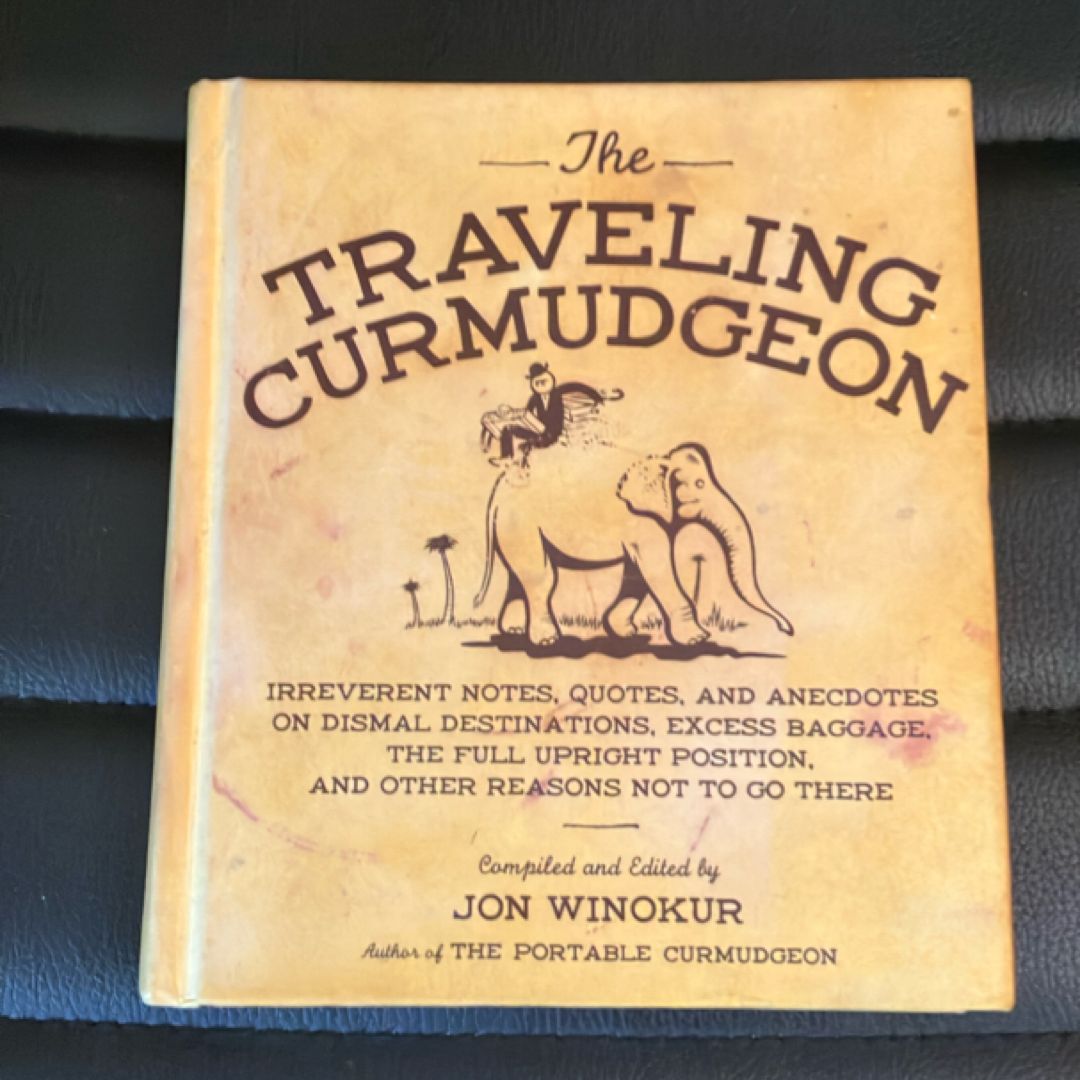 The
TRAVELING
CURMUDGEON
IRREVERENT NOTES, QUOTES, AND ANECDOTES
ON DISMAL DESTINATIONS, EXCESS BAGGAGE,
THE FULL UPRIGHT POSITION,
AND OTHER REASONS NOT TO GO THERE
Compiled and Edited by
JON WINOKUR
Author of THE PORTABLE CURMUDGEON